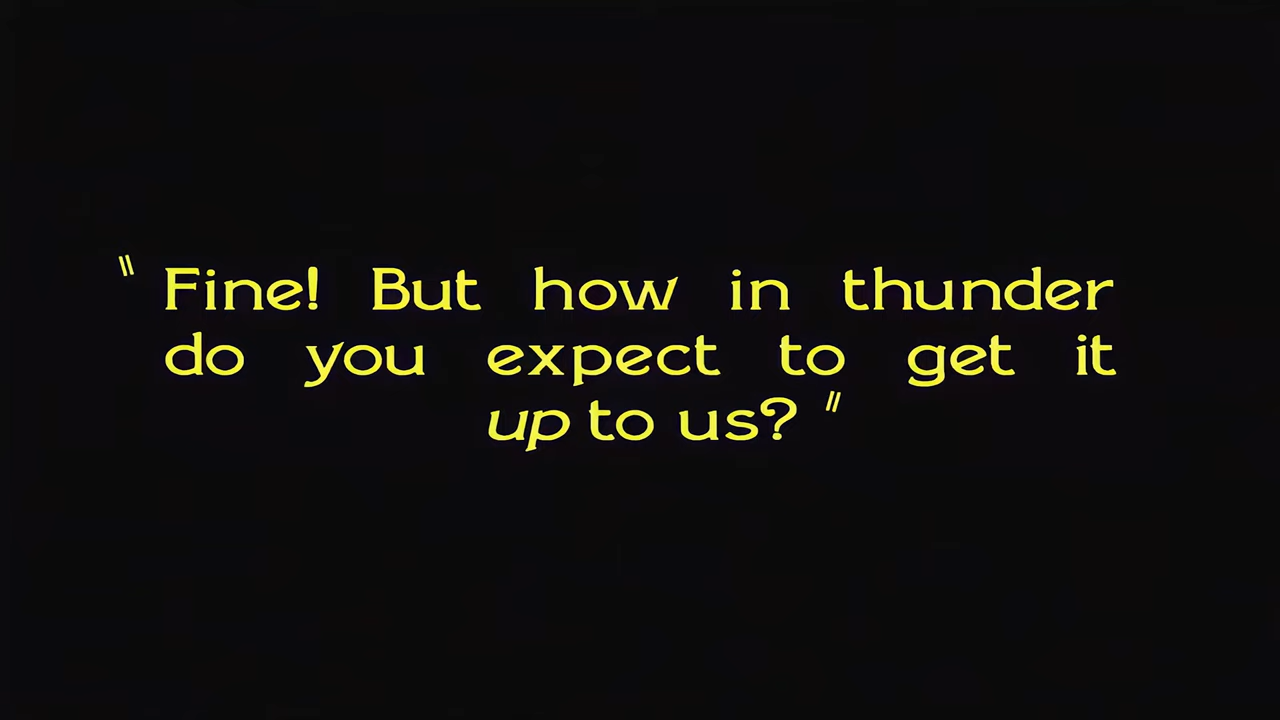 " Fine! But how in thunder
do you expect to get it
up to us? "